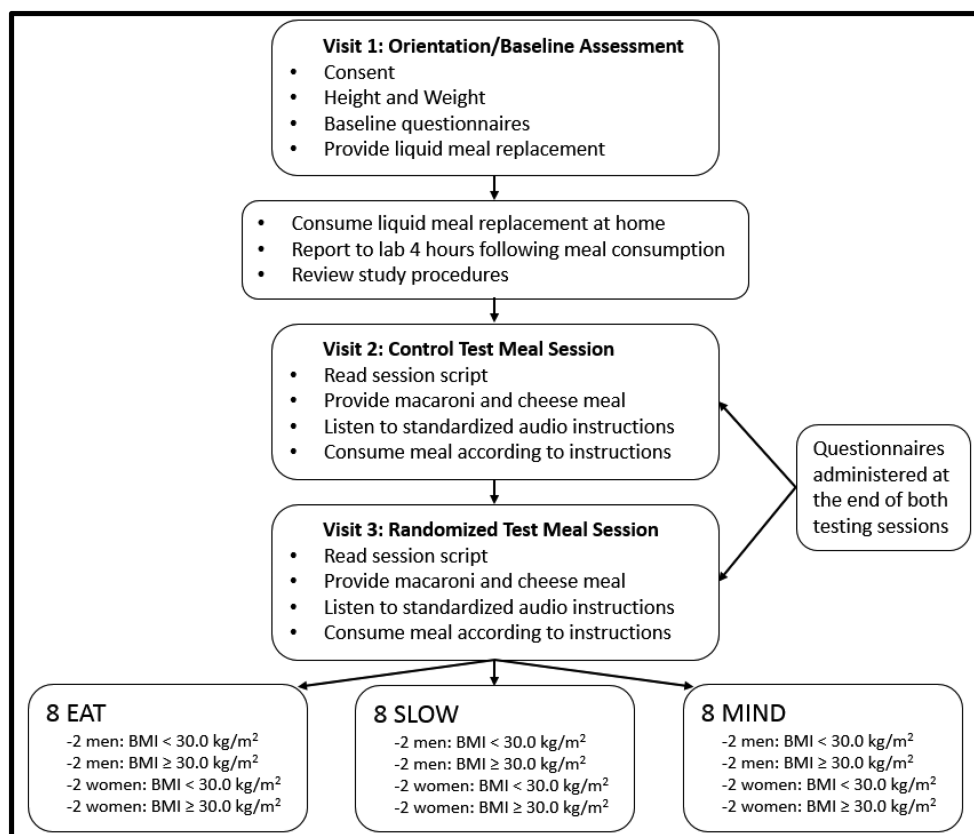 Visit 1: Orientation/Baseline Assessment
• Consent
• Height and Weight
• Baseline questionnaires
• Provide liquid meal replacement
• Consume liquid meal replacement at home
• Report to lab 4 hours following meal consumption
• Review study procedures
Visit 2: Control Test Meal Session
• Read session script
• Provide macaroni and cheese meal
• Listen to standardized audio instructions
• Consume meal according to instructions
Questionnaires
administered at
the end of both
testing sessions
Visit 3: Randomized Test Meal Session
• Read session script
• Provide macaroni and cheese meal
• Listen to standardized audio instructions
• Consume meal according to instructions
8 EAT
-2 men: BMI < 30.0 kg/m²
-2 men: BMI ≥ 30.0 kg/m²
-2 women: BMI < 30.0 kg/m²
-2 women: BMI ≥ 30.0 kg/m²
8 SLOW
-2 men: BMI < 30.0 kg/m²
-2 men: BMI ≥ 30.0 kg/m²
-2 women: BMI < 30.0 kg/m²
-2 women: BMI ≥ 30.0 kg/m²
8 MIND
-2 men: BMI < 30.0 kg/m²
-2 men: BMI ≥ 30.0 kg/m²
-2 women: BMI < 30.0 kg/m²
-2 women: BMI ≥ 30.0 kg/m²